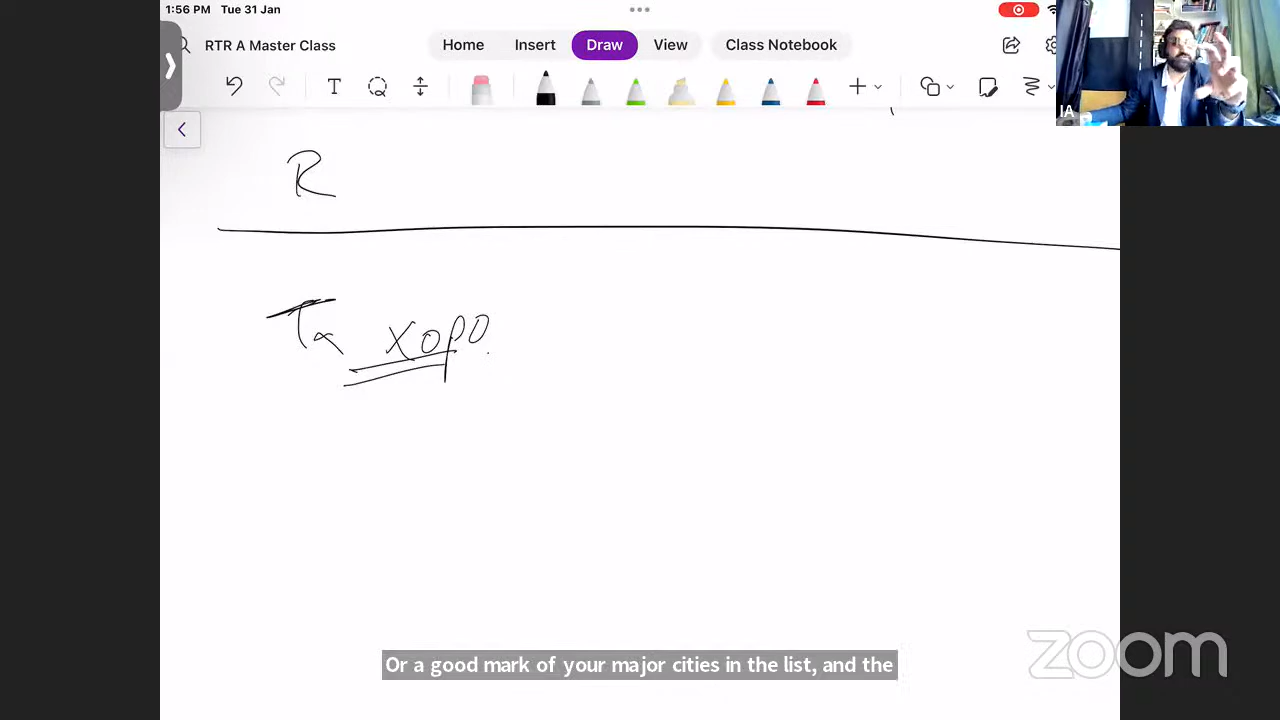 1:56 PM Tue 31 Jan
RTR A Master Class
Home Insert Draw View Class Notebook
T
IA
R
Tx xopo
Or a good mark of your major cities in the list, and the
zoom